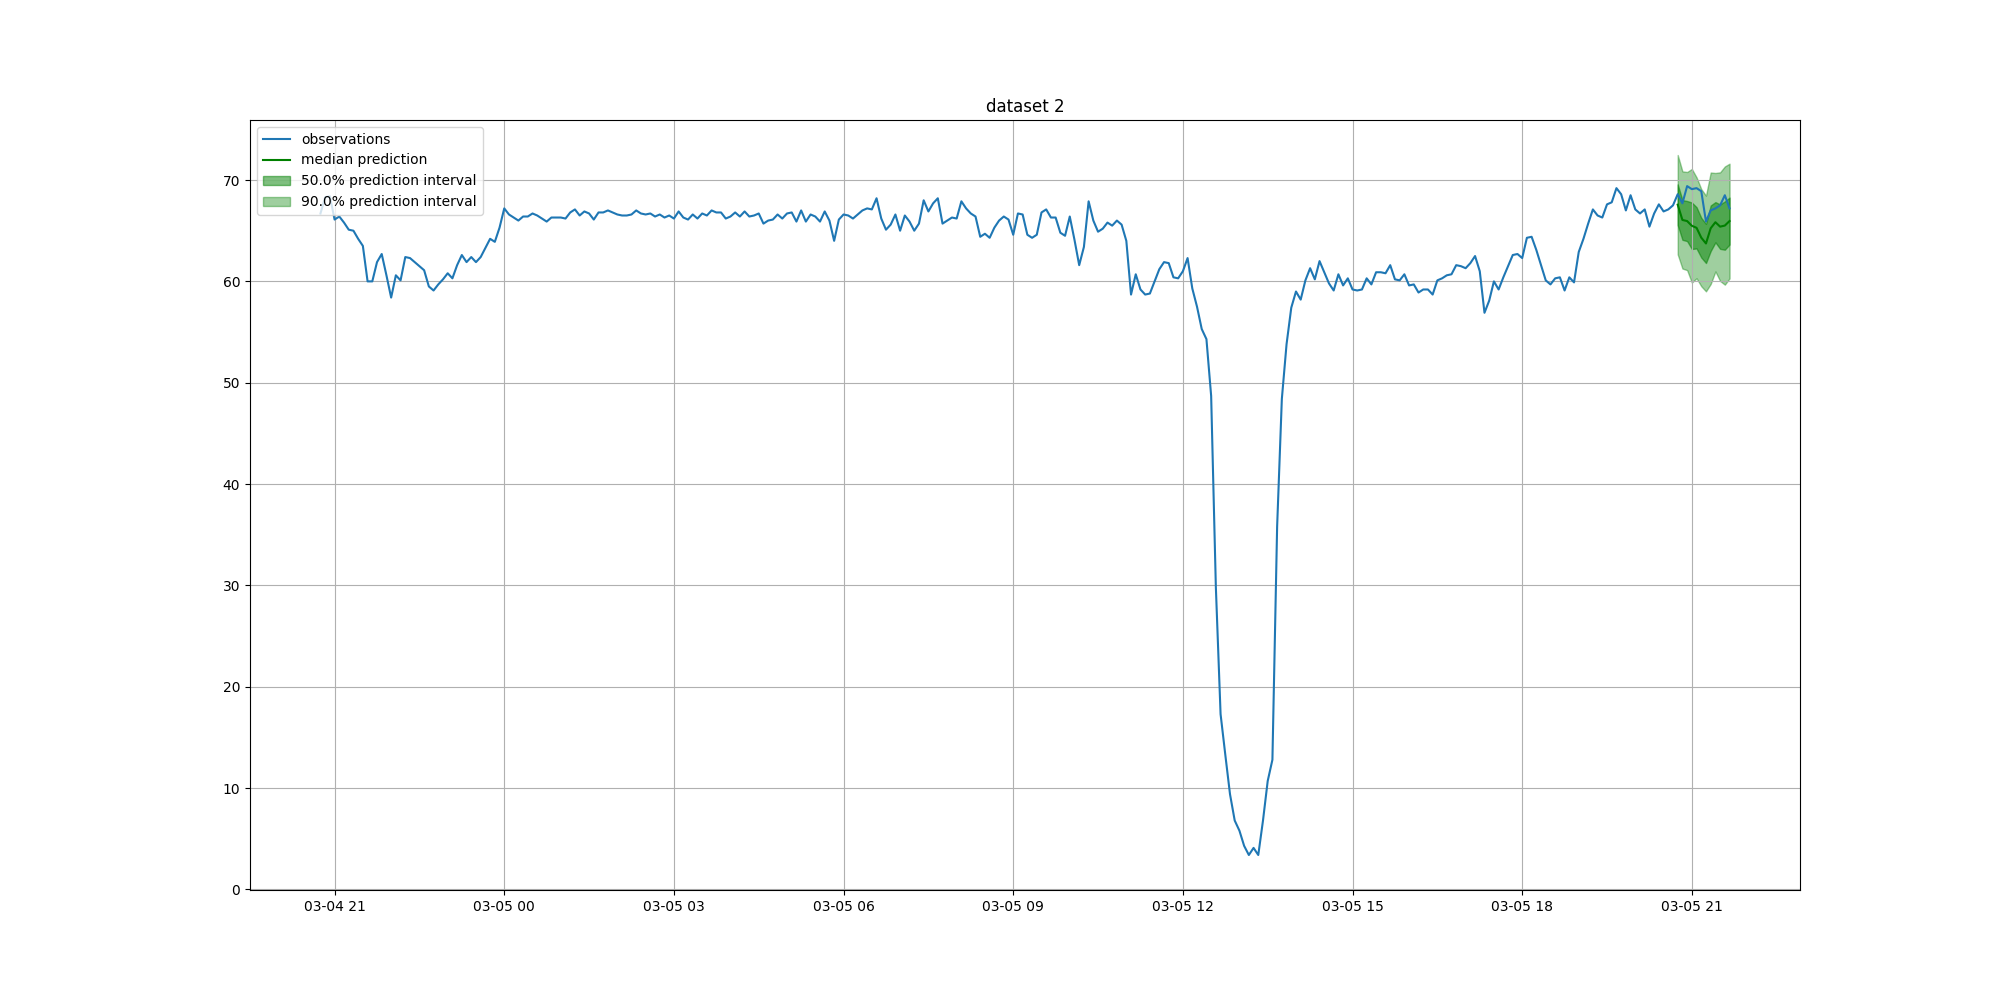 dataset 2
observations
median prediction
50.0% prediction interval
90.0% prediction interval
70
60
50
40
30
20
10
0
03-04 21 03-05 00 03-05 03 03-05 06 03-05 09 03-05 12 03-05 15 03-05 18 03-05 21